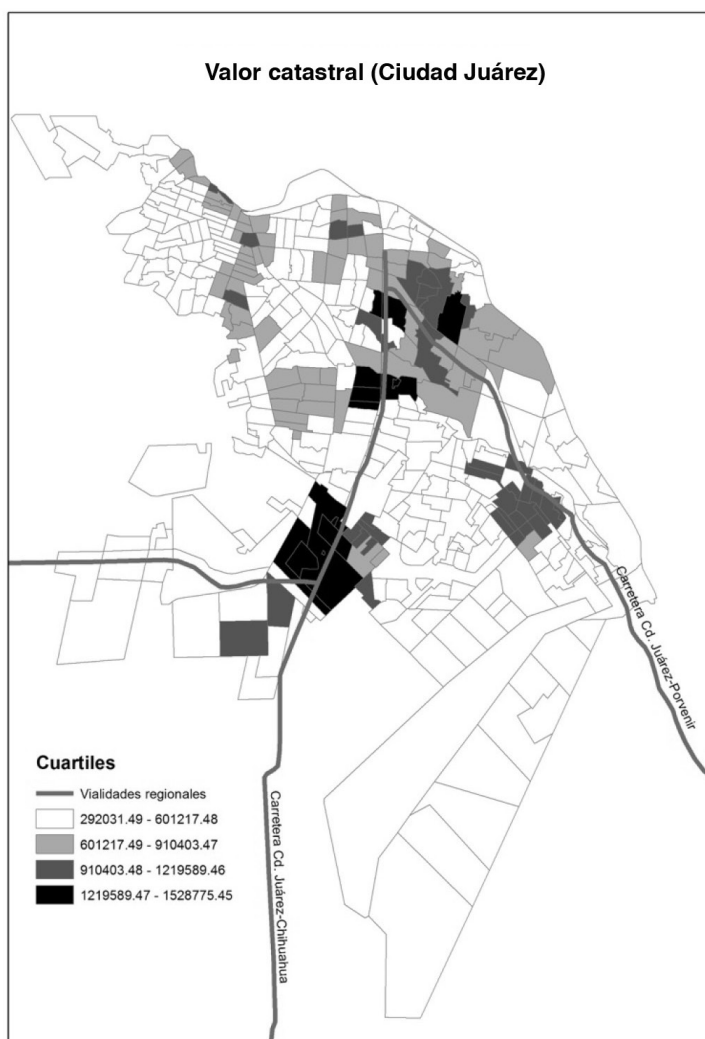 Valor catastral (Ciudad Juárez)
Carretera Cd. Juárez-Porvenir
Cuartiles
Vialidades regionales
292031.49 - 601217.48
601217.49 - 910403.47
910403.48 - 1219589.46
1219589.47 - 1528775.45
Carretera Cd. Juárez-Chihuahua